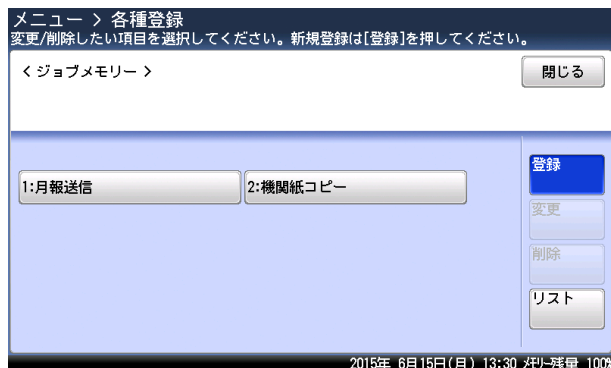 メニュー > 各種登録
変更/削除したい項目を選択してください。新規登録は[登録]を押してください。
<ジョブメモリー>
閉じる
登録
1:月報送信
2:機関紙コピー
変更
削除
リスト
2015年 6月15日(月) 13:30 メモリー残量 100%